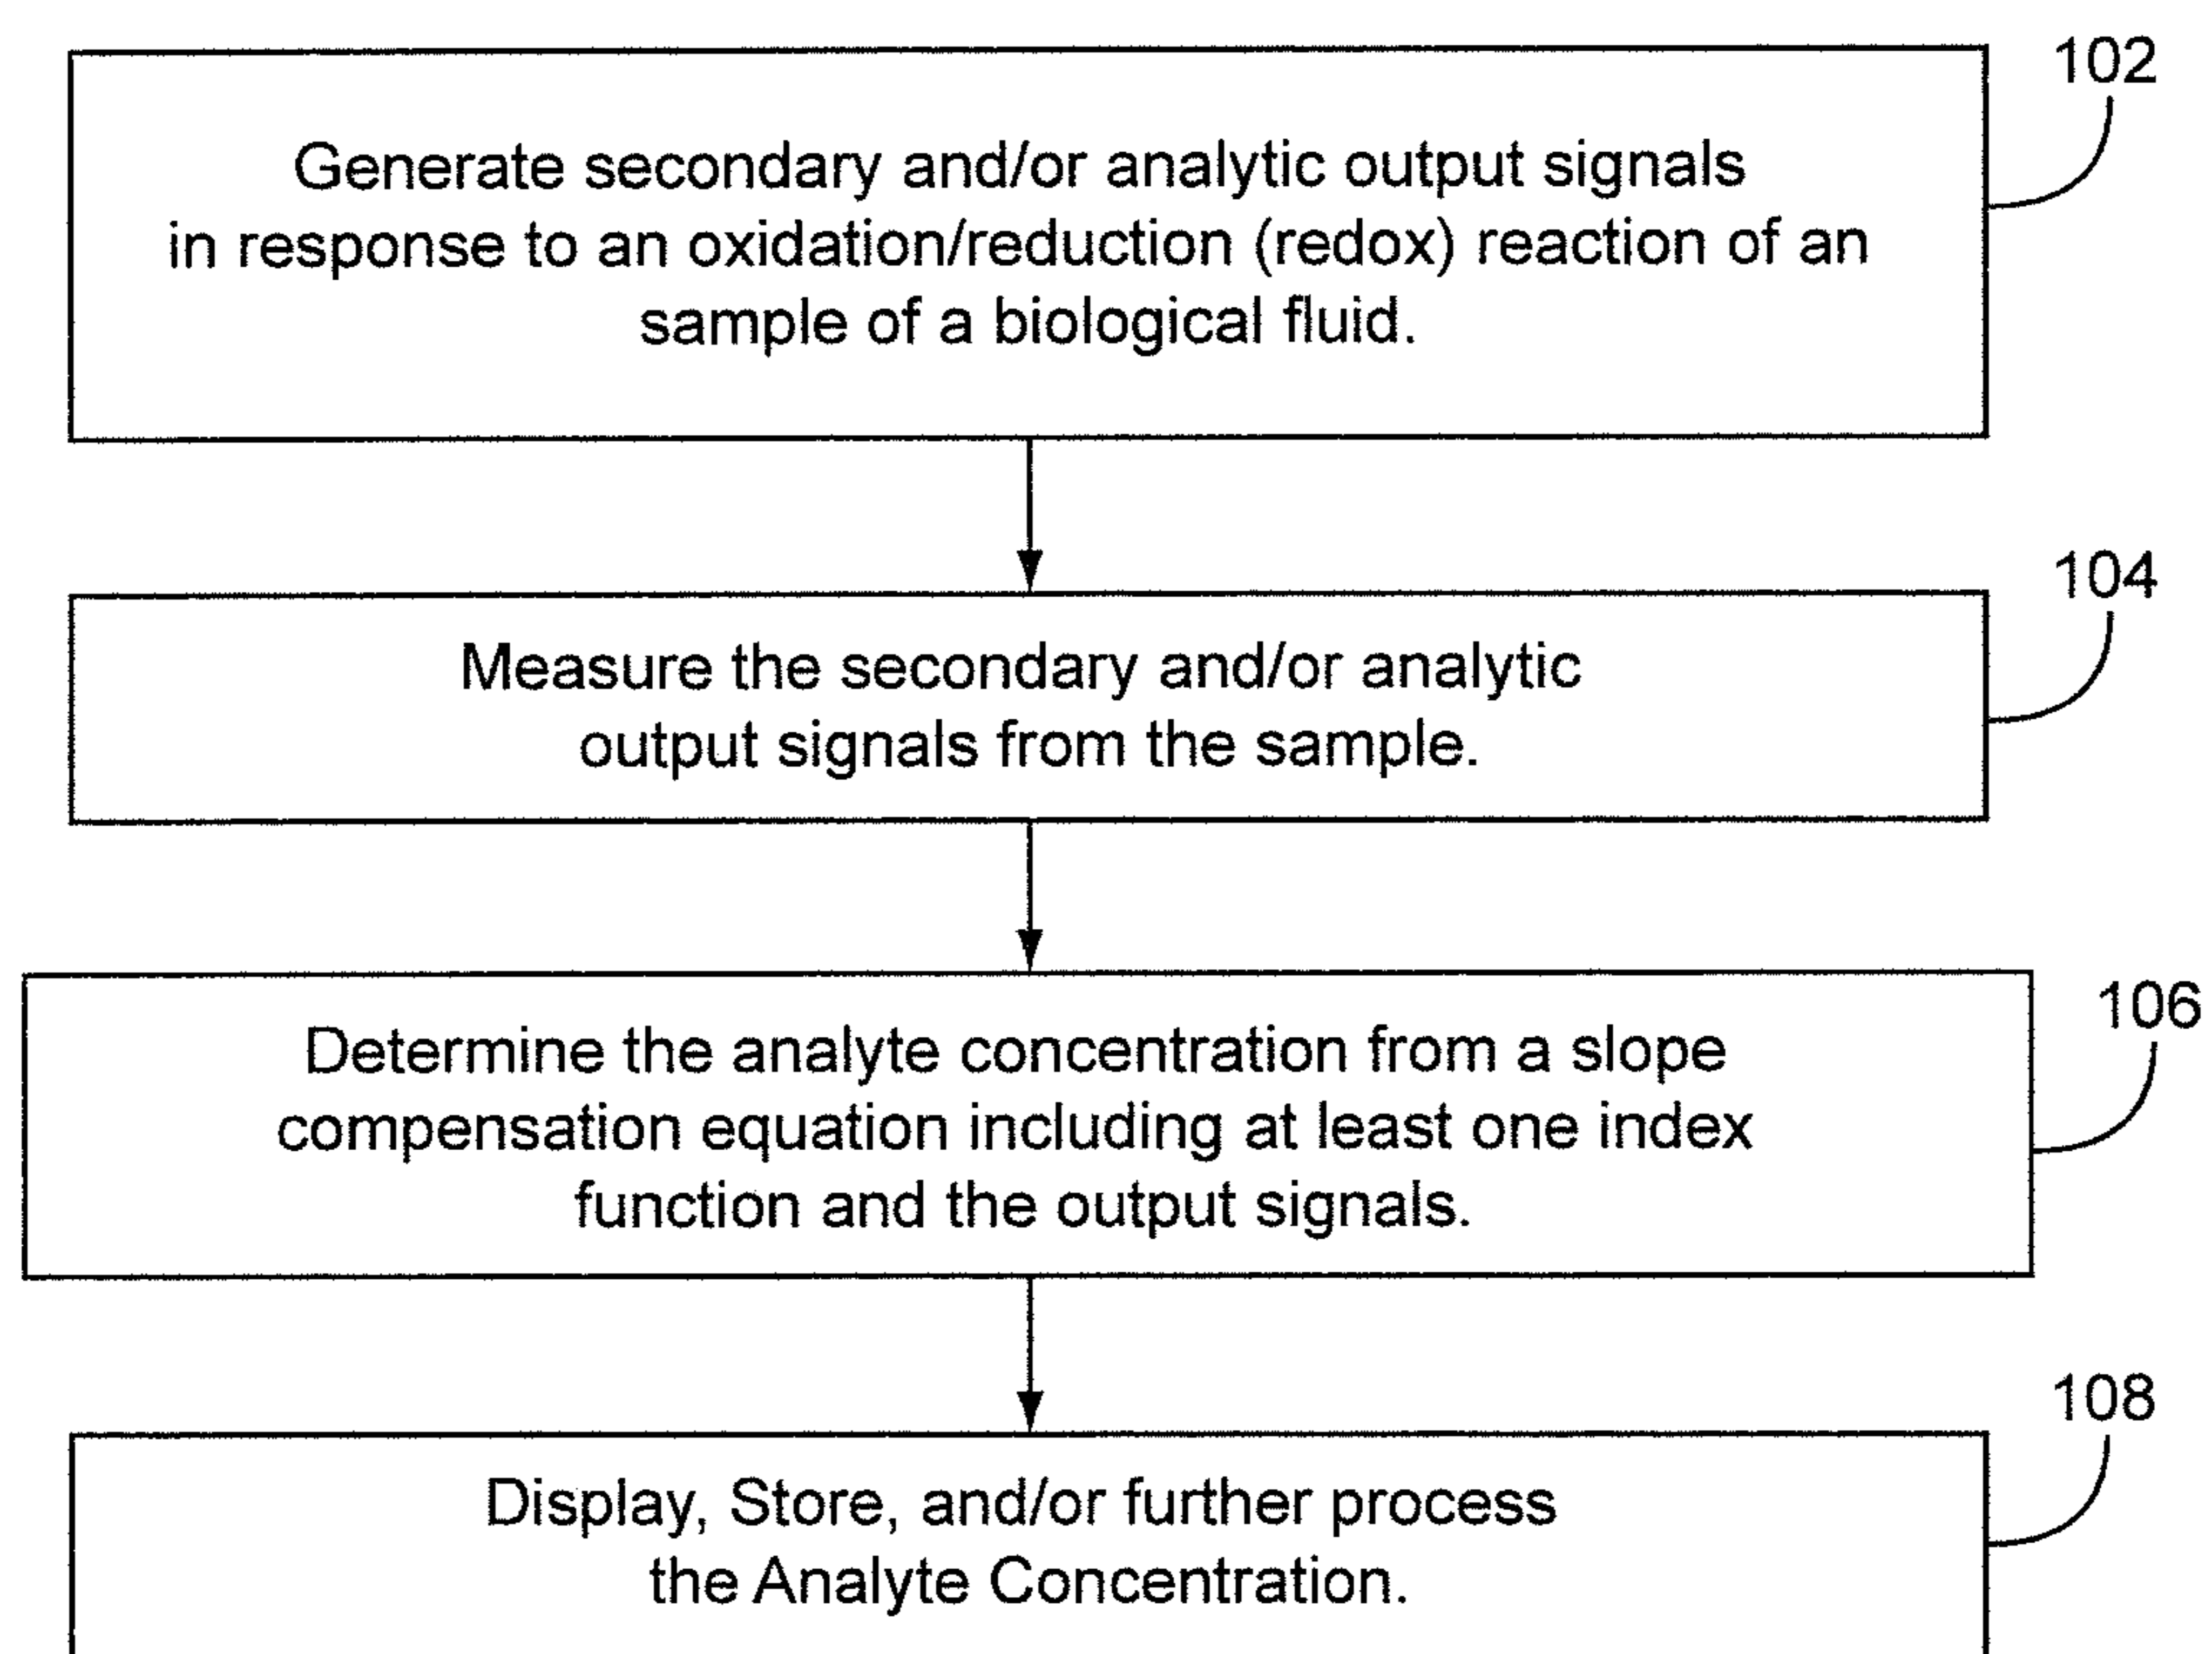 102
Generate secondary and/or analytic output signals
in response to an oxidation/reduction (redox) reaction of an
sample of a biological fluid.
104
Measure the secondary and/or analytic
output signals from the sample.
106
Determine the analyte concentration from a slope
compensation equation including at least one index
function and the output signals.
108
Display, Store, and/or further process
the Analyte Concentration.